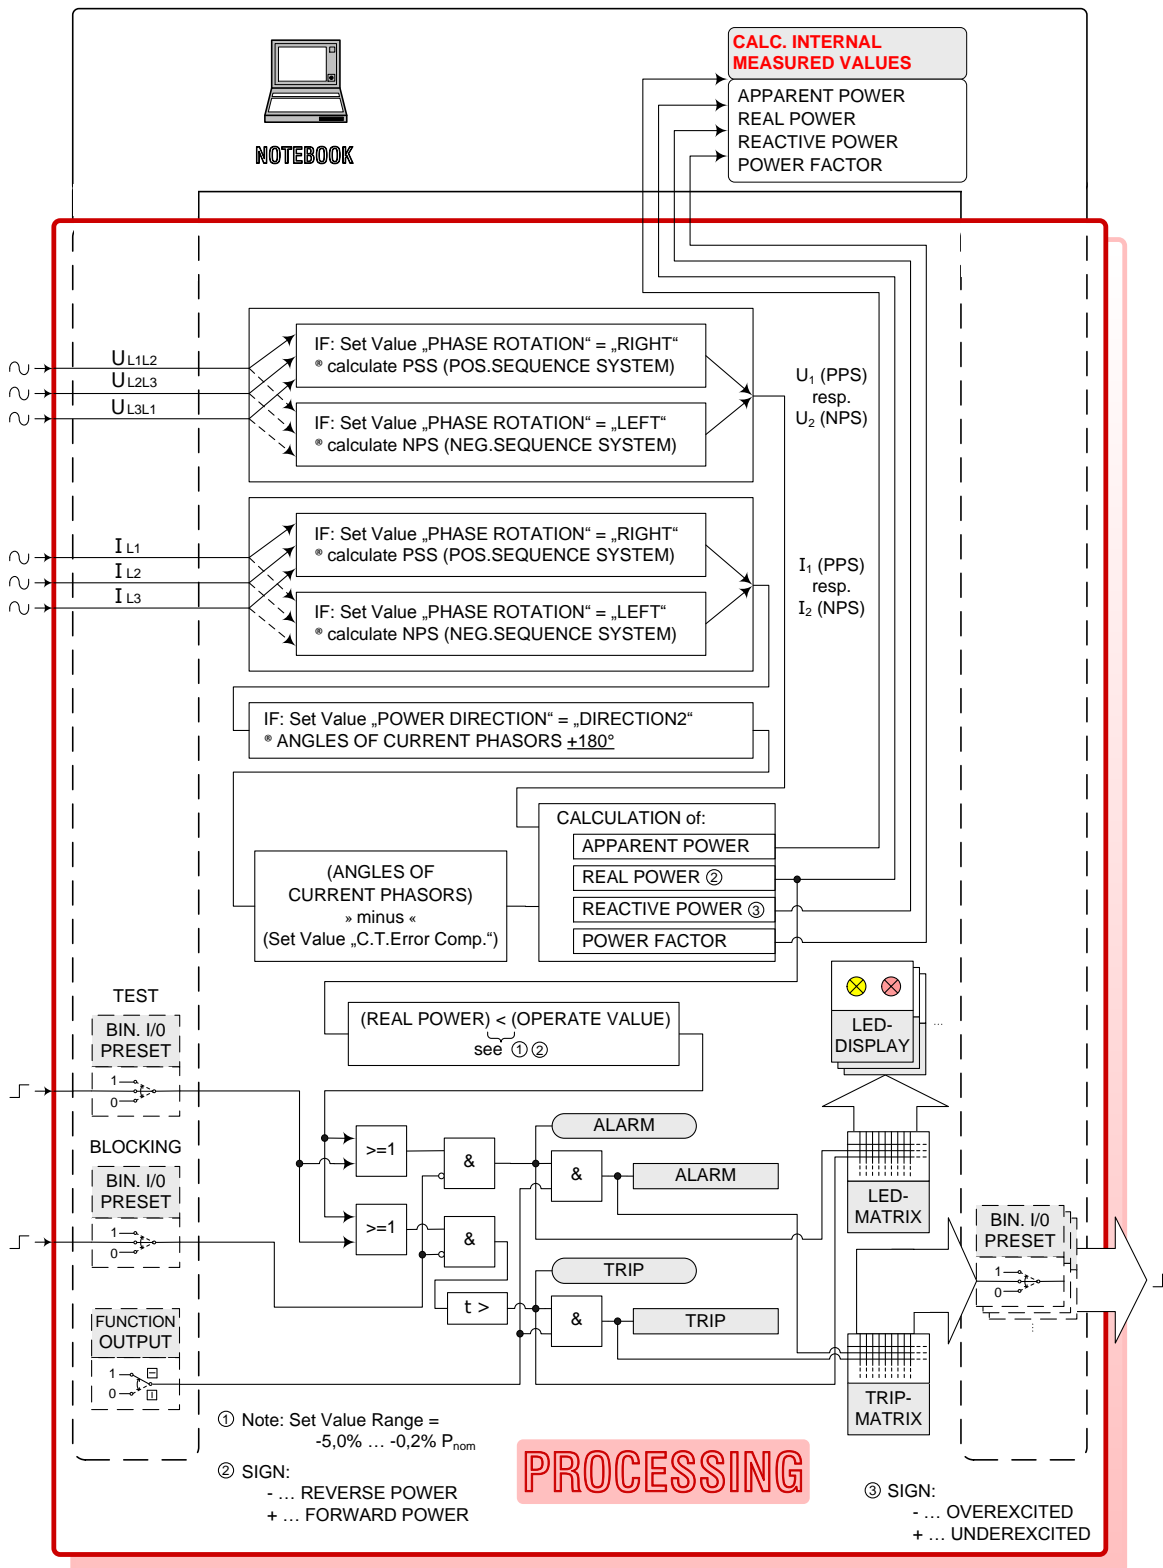 CALC. INTERNAL
MEASURED VALUES
APPARENT POWER
REAL POWER
REACTIVE POWER
POWER FACTOR
NOTEBOOK
UL1L2
UL2L3
UL3L1
IF: Set Value „PHASE ROTATION“ = „RIGHT“
® calculate PSS (POS.SEQUENCE SYSTEM)
IF: Set Value „PHASE ROTATION“ = „LEFT“
® calculate NPS (NEG.SEQUENCE SYSTEM)
U1 (PPS)
resp.
U2 (NPS)
IL1
IL2
IL3
IF: Set Value „PHASE ROTATION“ = „RIGHT“
® calculate PSS (POS.SEQUENCE SYSTEM)
IF: Set Value „PHASE ROTATION“ = „LEFT“
® calculate NPS (NEG.SEQUENCE SYSTEM)
I1 (PPS)
resp.
I2 (NPS)
IF: Set Value „POWER DIRECTION“ = „DIRECTION2“
® ANGLES OF CURRENT PHASORS +180°
CALCULATION of:
APPARENT POWER
REAL POWER ②
REACTIVE POWER ③
POWER FACTOR
(ANGLES OF
CURRENT PHASORS)
» minus «
(Set Value „C.T.Error Comp.“)
(REAL POWER) < (OPERATE VALUE)
see ① ②
LED-
DISPLAY
...
TEST
BIN. I/0
PRESET
1
0
BLOCKING
BIN. I/0
PRESET
1
0
FUNCTION
OUTPUT
1
0
>=1
&
>=1
&
t >
ALARM
&
ALARM
TRIP
&
TRIP
LED-
MATRIX
TRIP-
MATRIX
BIN. I/0
PRESET
1
0
...
① Note: Set Value Range =
-5,0% … -0,2% Pnom
② SIGN:
- … REVERSE POWER
+ … FORWARD POWER
PROCESSING
③ SIGN:
- … OVEREXCITED
+ … UNDEREXCITED